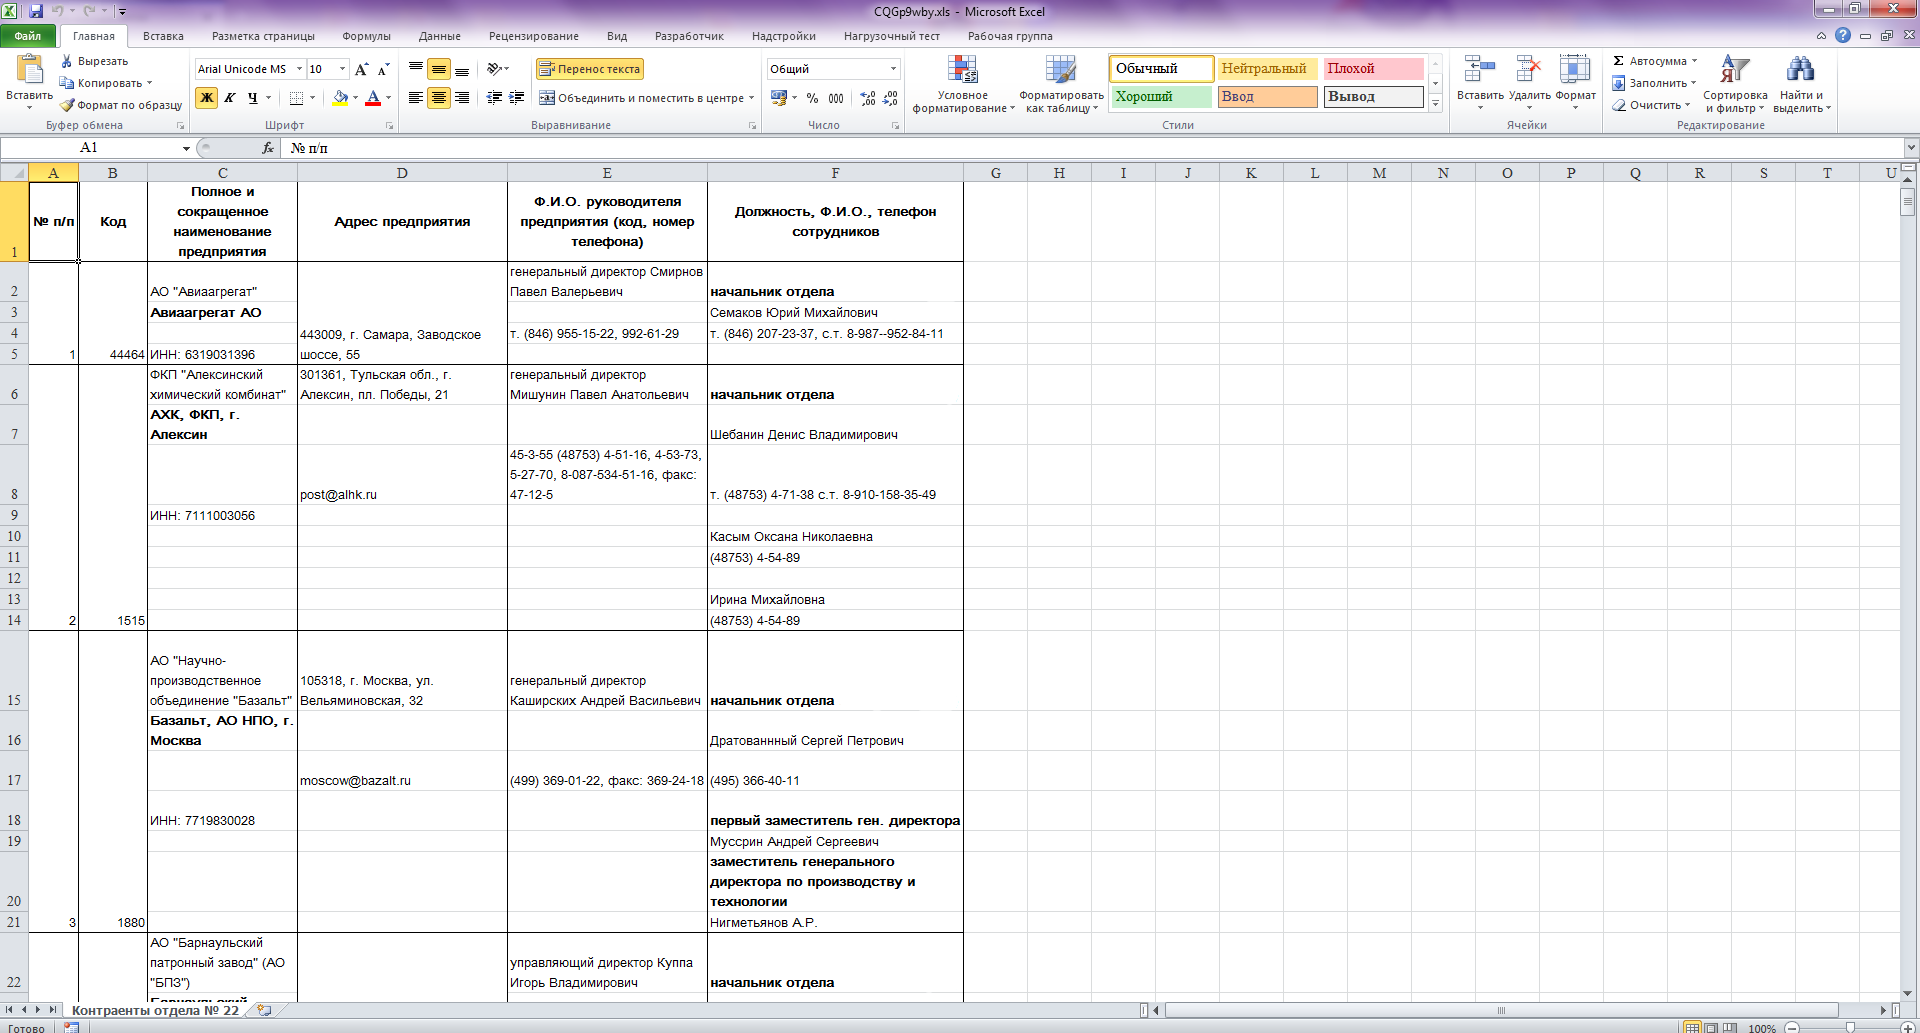 CQGp9wby.xls - Microsoft Excel
Файл Главная Вставка Разметка страницы Формулы Данные Рецензирование Вид Разработчик Надстройки Нагрузочный тест Рабочая группа
Вставить
Вырезать
Копировать
Формат по образцу
Буфер обмена
Arial Unicode MS 10
Ж К Ч
Шрифт
Перенос текста
Объединить и поместить в центре
Выравнивание
Общий
% 000
Число
Условное форматирование
Форматировать как таблицу
Обычный Нейтральный Плохой
Хороший Ввод Вывод
Стили
Вставить Удалить Формат
Ячейки
Автосумма
Заполнить
Очистить
Сортировка и фильтр
Найти и выделить
Редактирование
A1 fx № п/п
A B C D E F G H I J K L M N O P Q R S T U
1 № п/п Код Полное и сокращенное наименование предприятия Адрес предприятия Ф.И.О. руководителя предприятия (код, номер телефона) Должность, Ф.И.О., телефон сотрудников
2 АО "Авиаагрегат" генеральный директор Смирнов Павел Валерьевич начальник отдела
3 Авиаагрегат АО Семаков Юрий Михайлович
4 т. (846) 955-15-22, 992-61-29 т. (846) 207-23-37, с.т. 8-987--952-84-11
5 1 44464 ИНН: 6319031396 443009, г. Самара, Заводское шоссе, 55
6 ФКП "Алексинский химический комбинат" 301361, Тульская обл., г. Алексин, пл. Победы, 21 генеральный директор Мишунин Павел Анатольевич начальник отдела
7 АХК, ФКП, г. Алексин Шебанин Денис Владимирович
8 post@alhk.ru 45-3-55 (48753) 4-51-16, 4-53-73, 5-27-70, 8-087-534-51-16, факс: 47-12-5 т. (48753) 4-71-38 с.т. 8-910-158-35-49
9 ИНН: 7111003056
10 Касым Оксана Николаевна
11 (48753) 4-54-89
12
13 Ирина Михайловна
14 2 1515 (48753) 4-54-89
15 АО "Научно-производственное объединение "Базальт" 105318, г. Москва, ул. Вельяминовская, 32 генеральный директор Каширских Андрей Васильевич начальник отдела
16 Базальт, АО НПО, г. Москва Дратованнный Сергей Петрович
17 moscow@bazalt.ru (499) 369-01-22, факс: 369-24-18 (495) 366-40-11
18 ИНН: 7719830028 первый заместитель ген. директора
19 Муссрин Андрей Сергеевич
20 заместитель генерального директора по производству и технологии
21 3 1880 Нигметьянов А.Р.
22 АО "Барнаульский патронный завод" (АО "БПЗ") управляющий директор Куппа Игорь Владимирович начальник отдела
Барнаульский
Контраенты отдела № 22
Готово 100%